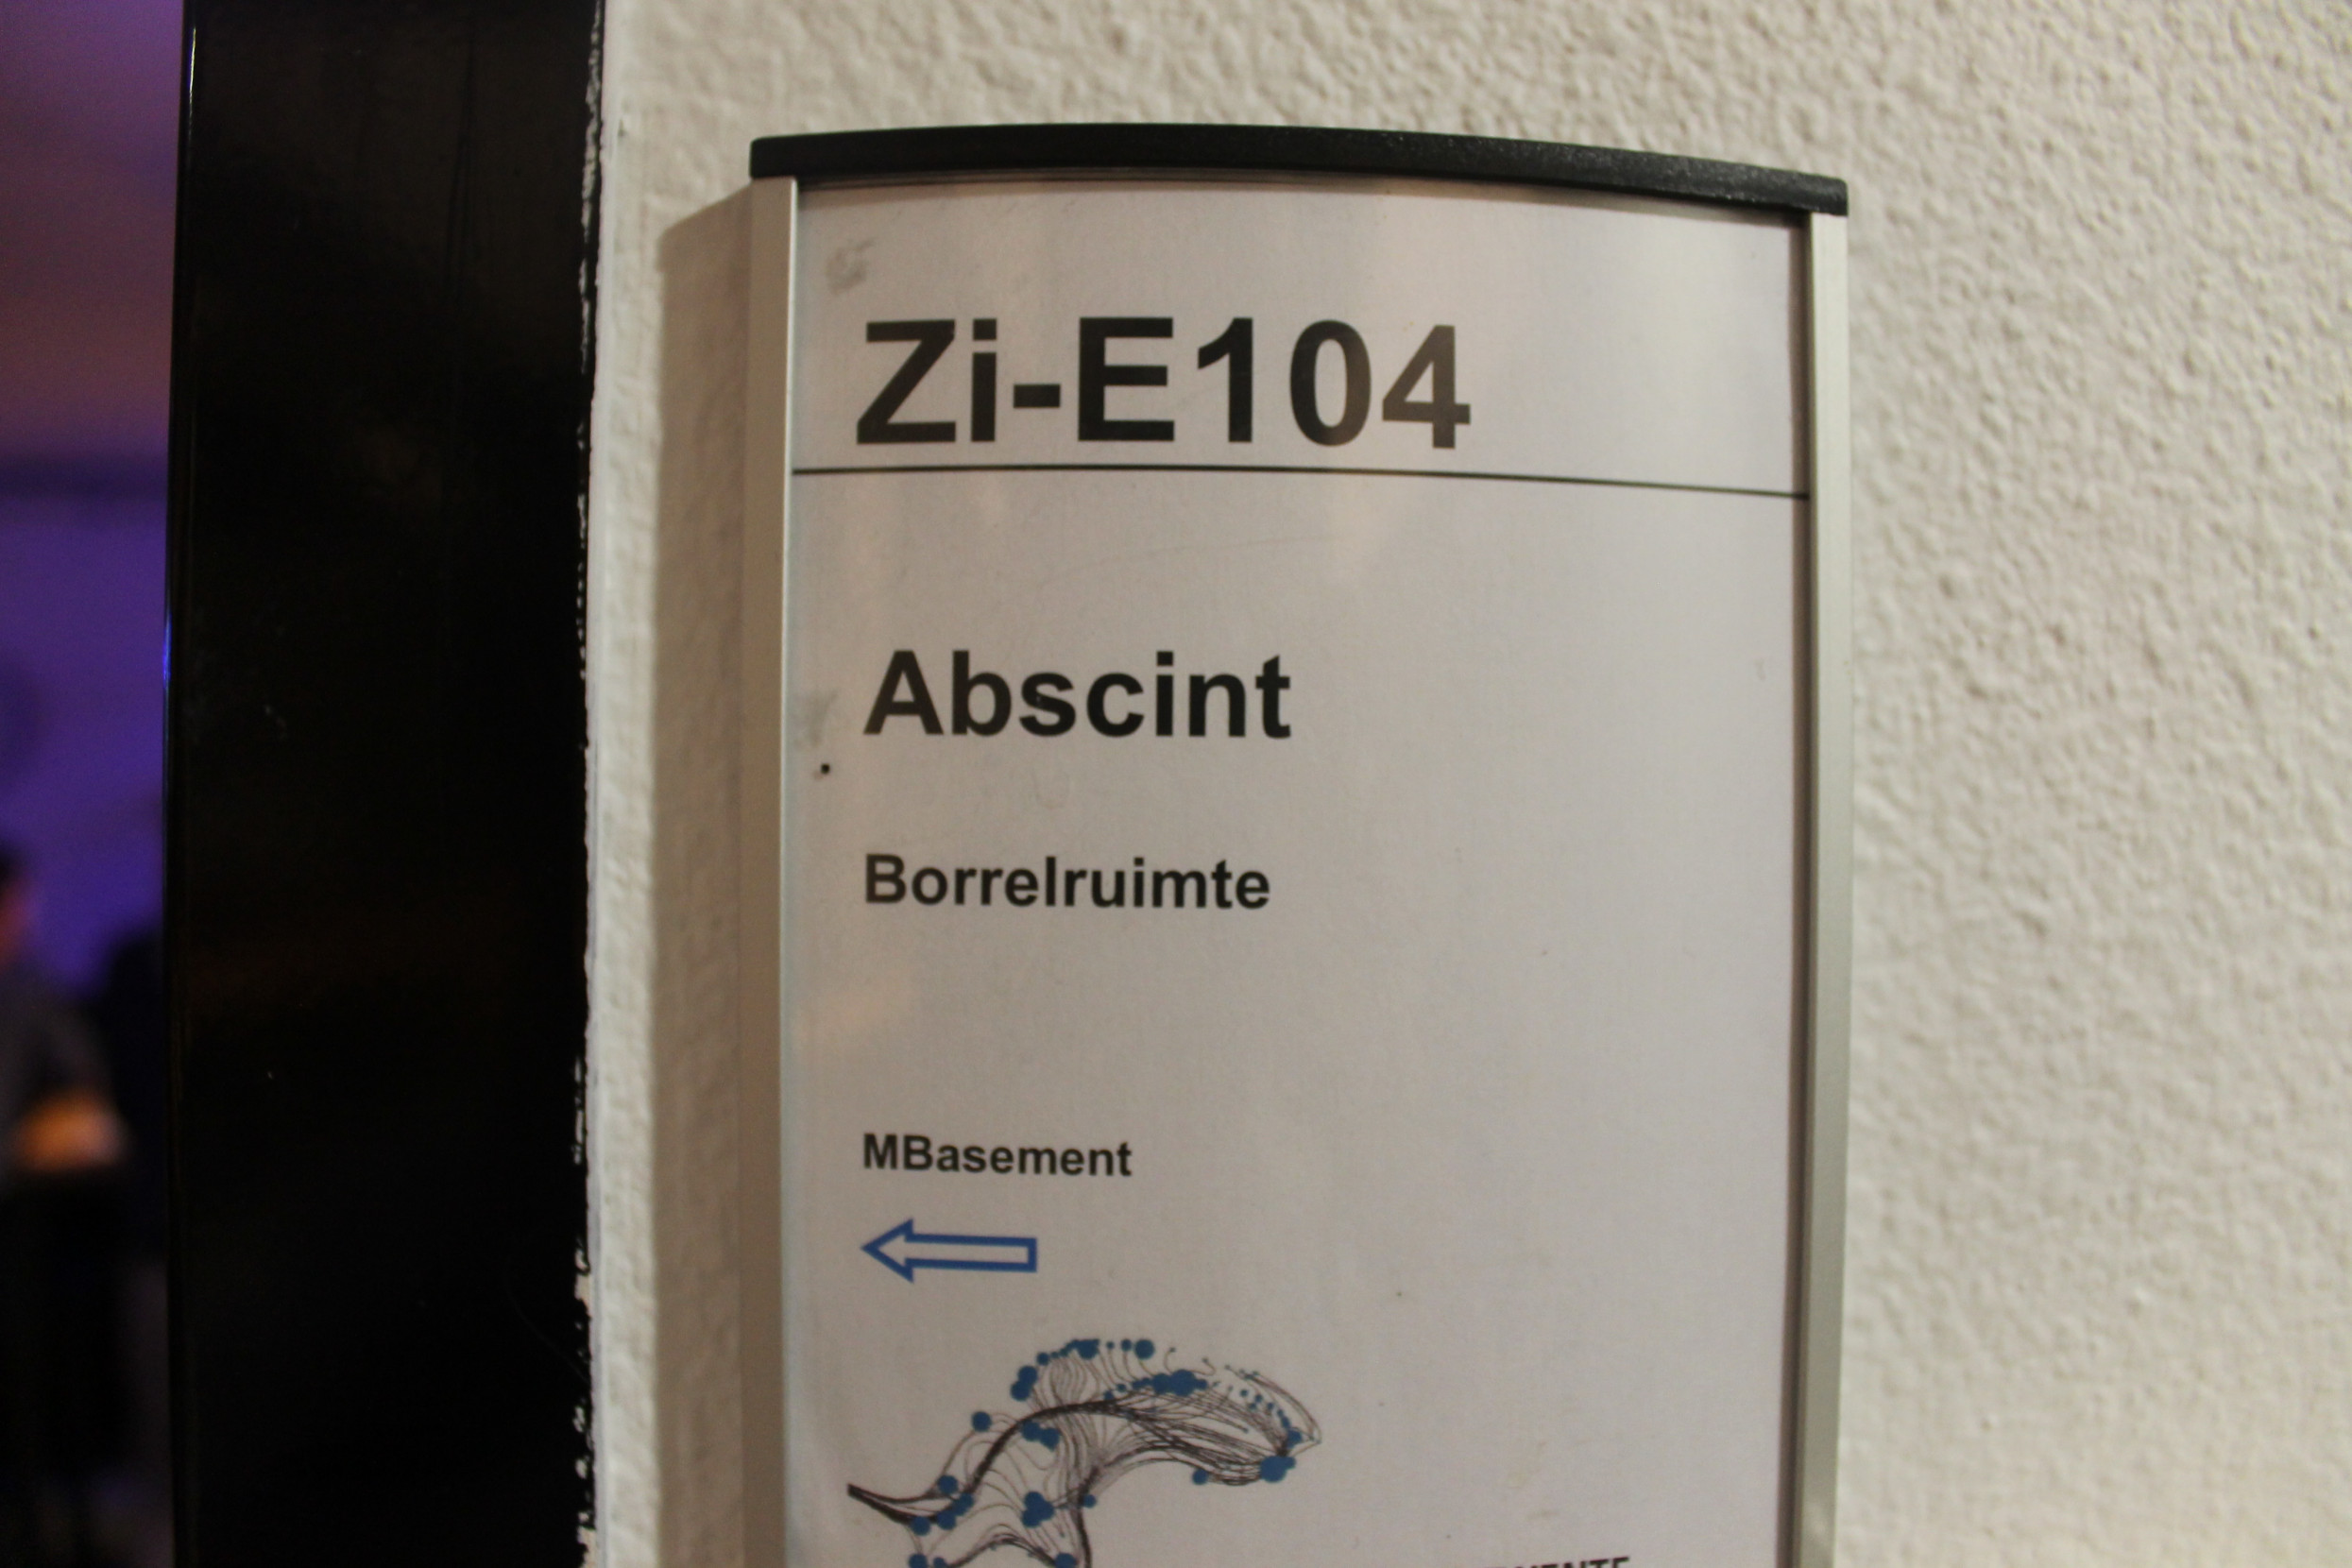 Zi-E104
Abscint
Borrelruimte
MBasement